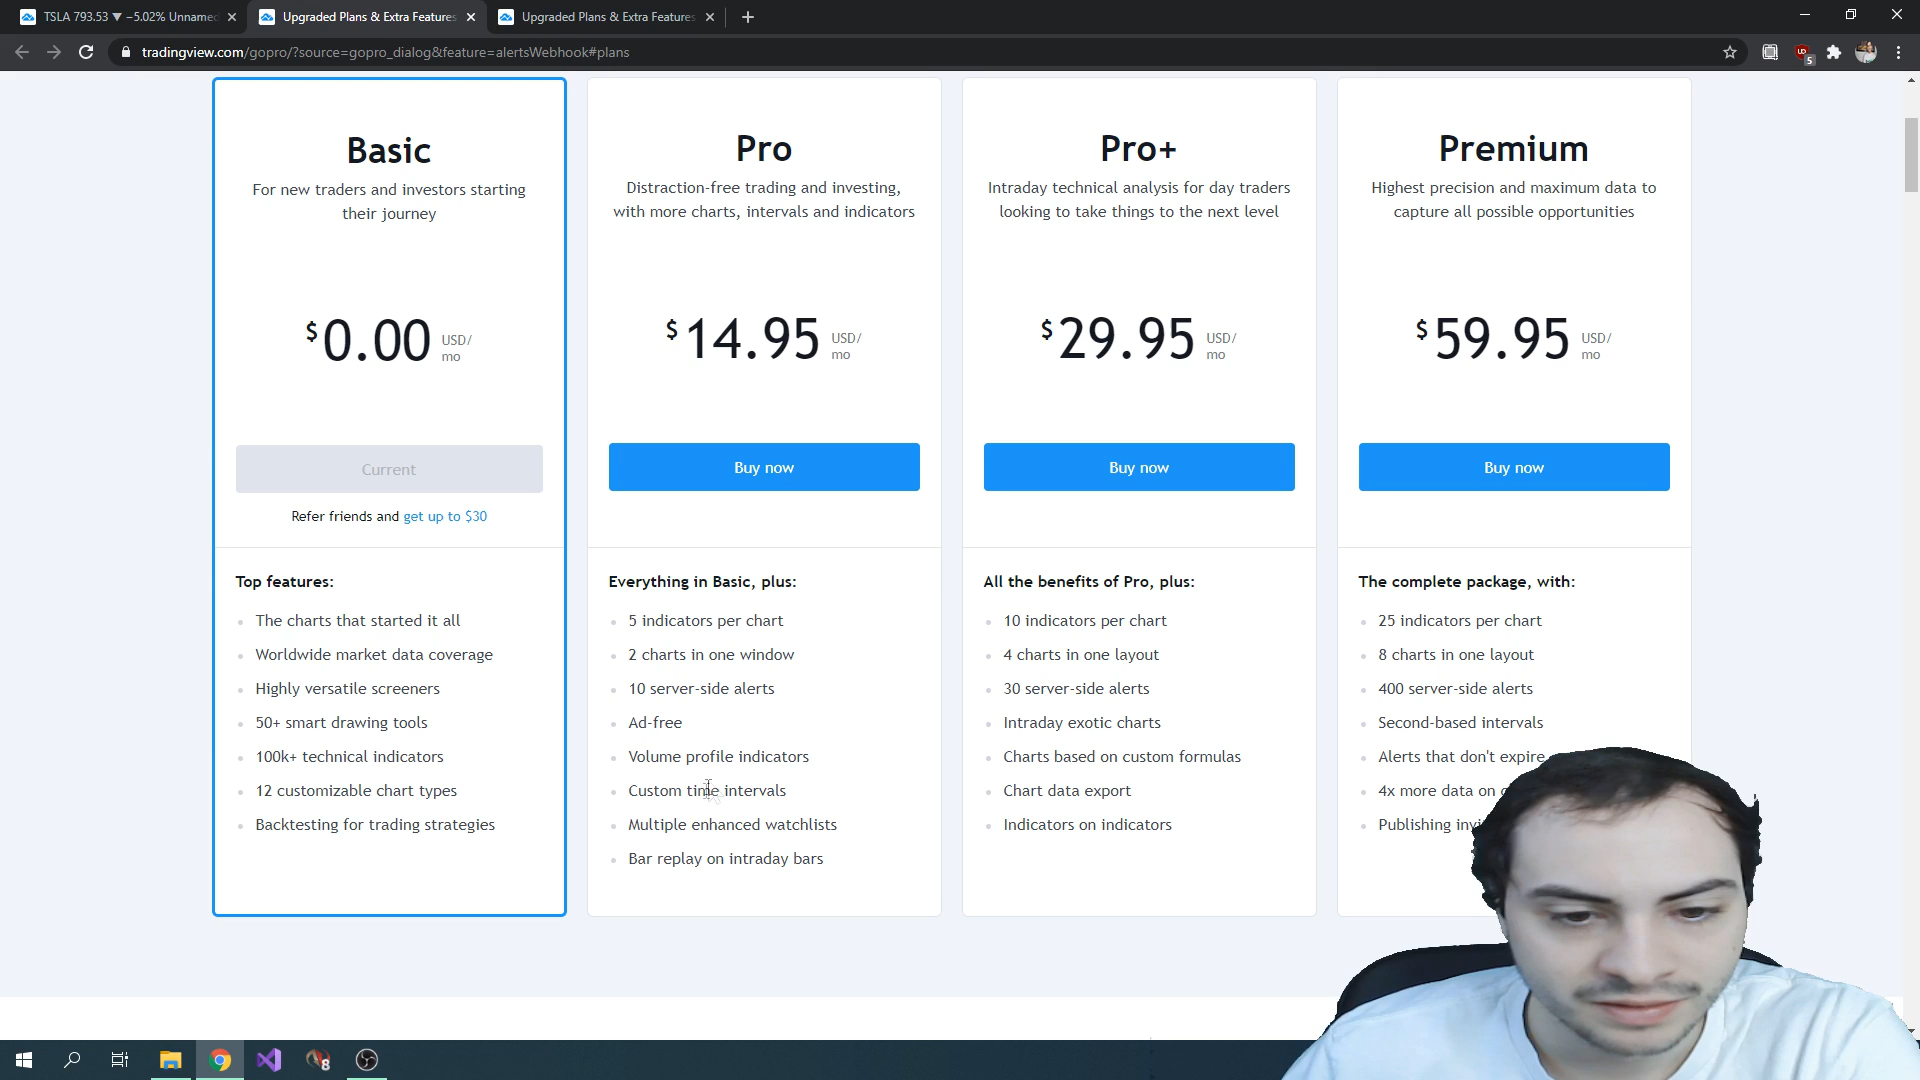 TSLA 793.53 ▼ −5.02% Unnamed
Upgraded Plans & Extra Features
Upgraded Plans & Extra Features
tradingview.com/gopro/?source=gopro_dialog&feature=alertsWebhook#plans
5
Basic
For new traders and investors starting
their journey
$0.00 USD/
mo
Current
Refer friends and get up to $30
Top features:
The charts that started it all
Worldwide market data coverage
Highly versatile screeners
50+ smart drawing tools
100k+ technical indicators
12 customizable chart types
Backtesting for trading strategies
Pro
Distraction-free trading and investing,
with more charts, intervals and indicators
$14.95 USD/
mo
Buy now
Everything in Basic, plus:
5 indicators per chart
2 charts in one window
10 server-side alerts
Ad-free
Volume profile indicators
Custom time intervals
Multiple enhanced watchlists
Bar replay on intraday bars
Pro+
Intraday technical analysis for day traders
looking to take things to the next level
$29.95 USD/
mo
Buy now
All the benefits of Pro, plus:
10 indicators per chart
4 charts in one layout
30 server-side alerts
Intraday exotic charts
Charts based on custom formulas
Chart data export
Indicators on indicators
Premium
Highest precision and maximum data to
capture all possible opportunities
$59.95 USD/
mo
Buy now
The complete package, with:
25 indicators per chart
8 charts in one layout
400 server-side alerts
Second-based intervals
Alerts that don't expire
4x more data on
Publishing
8